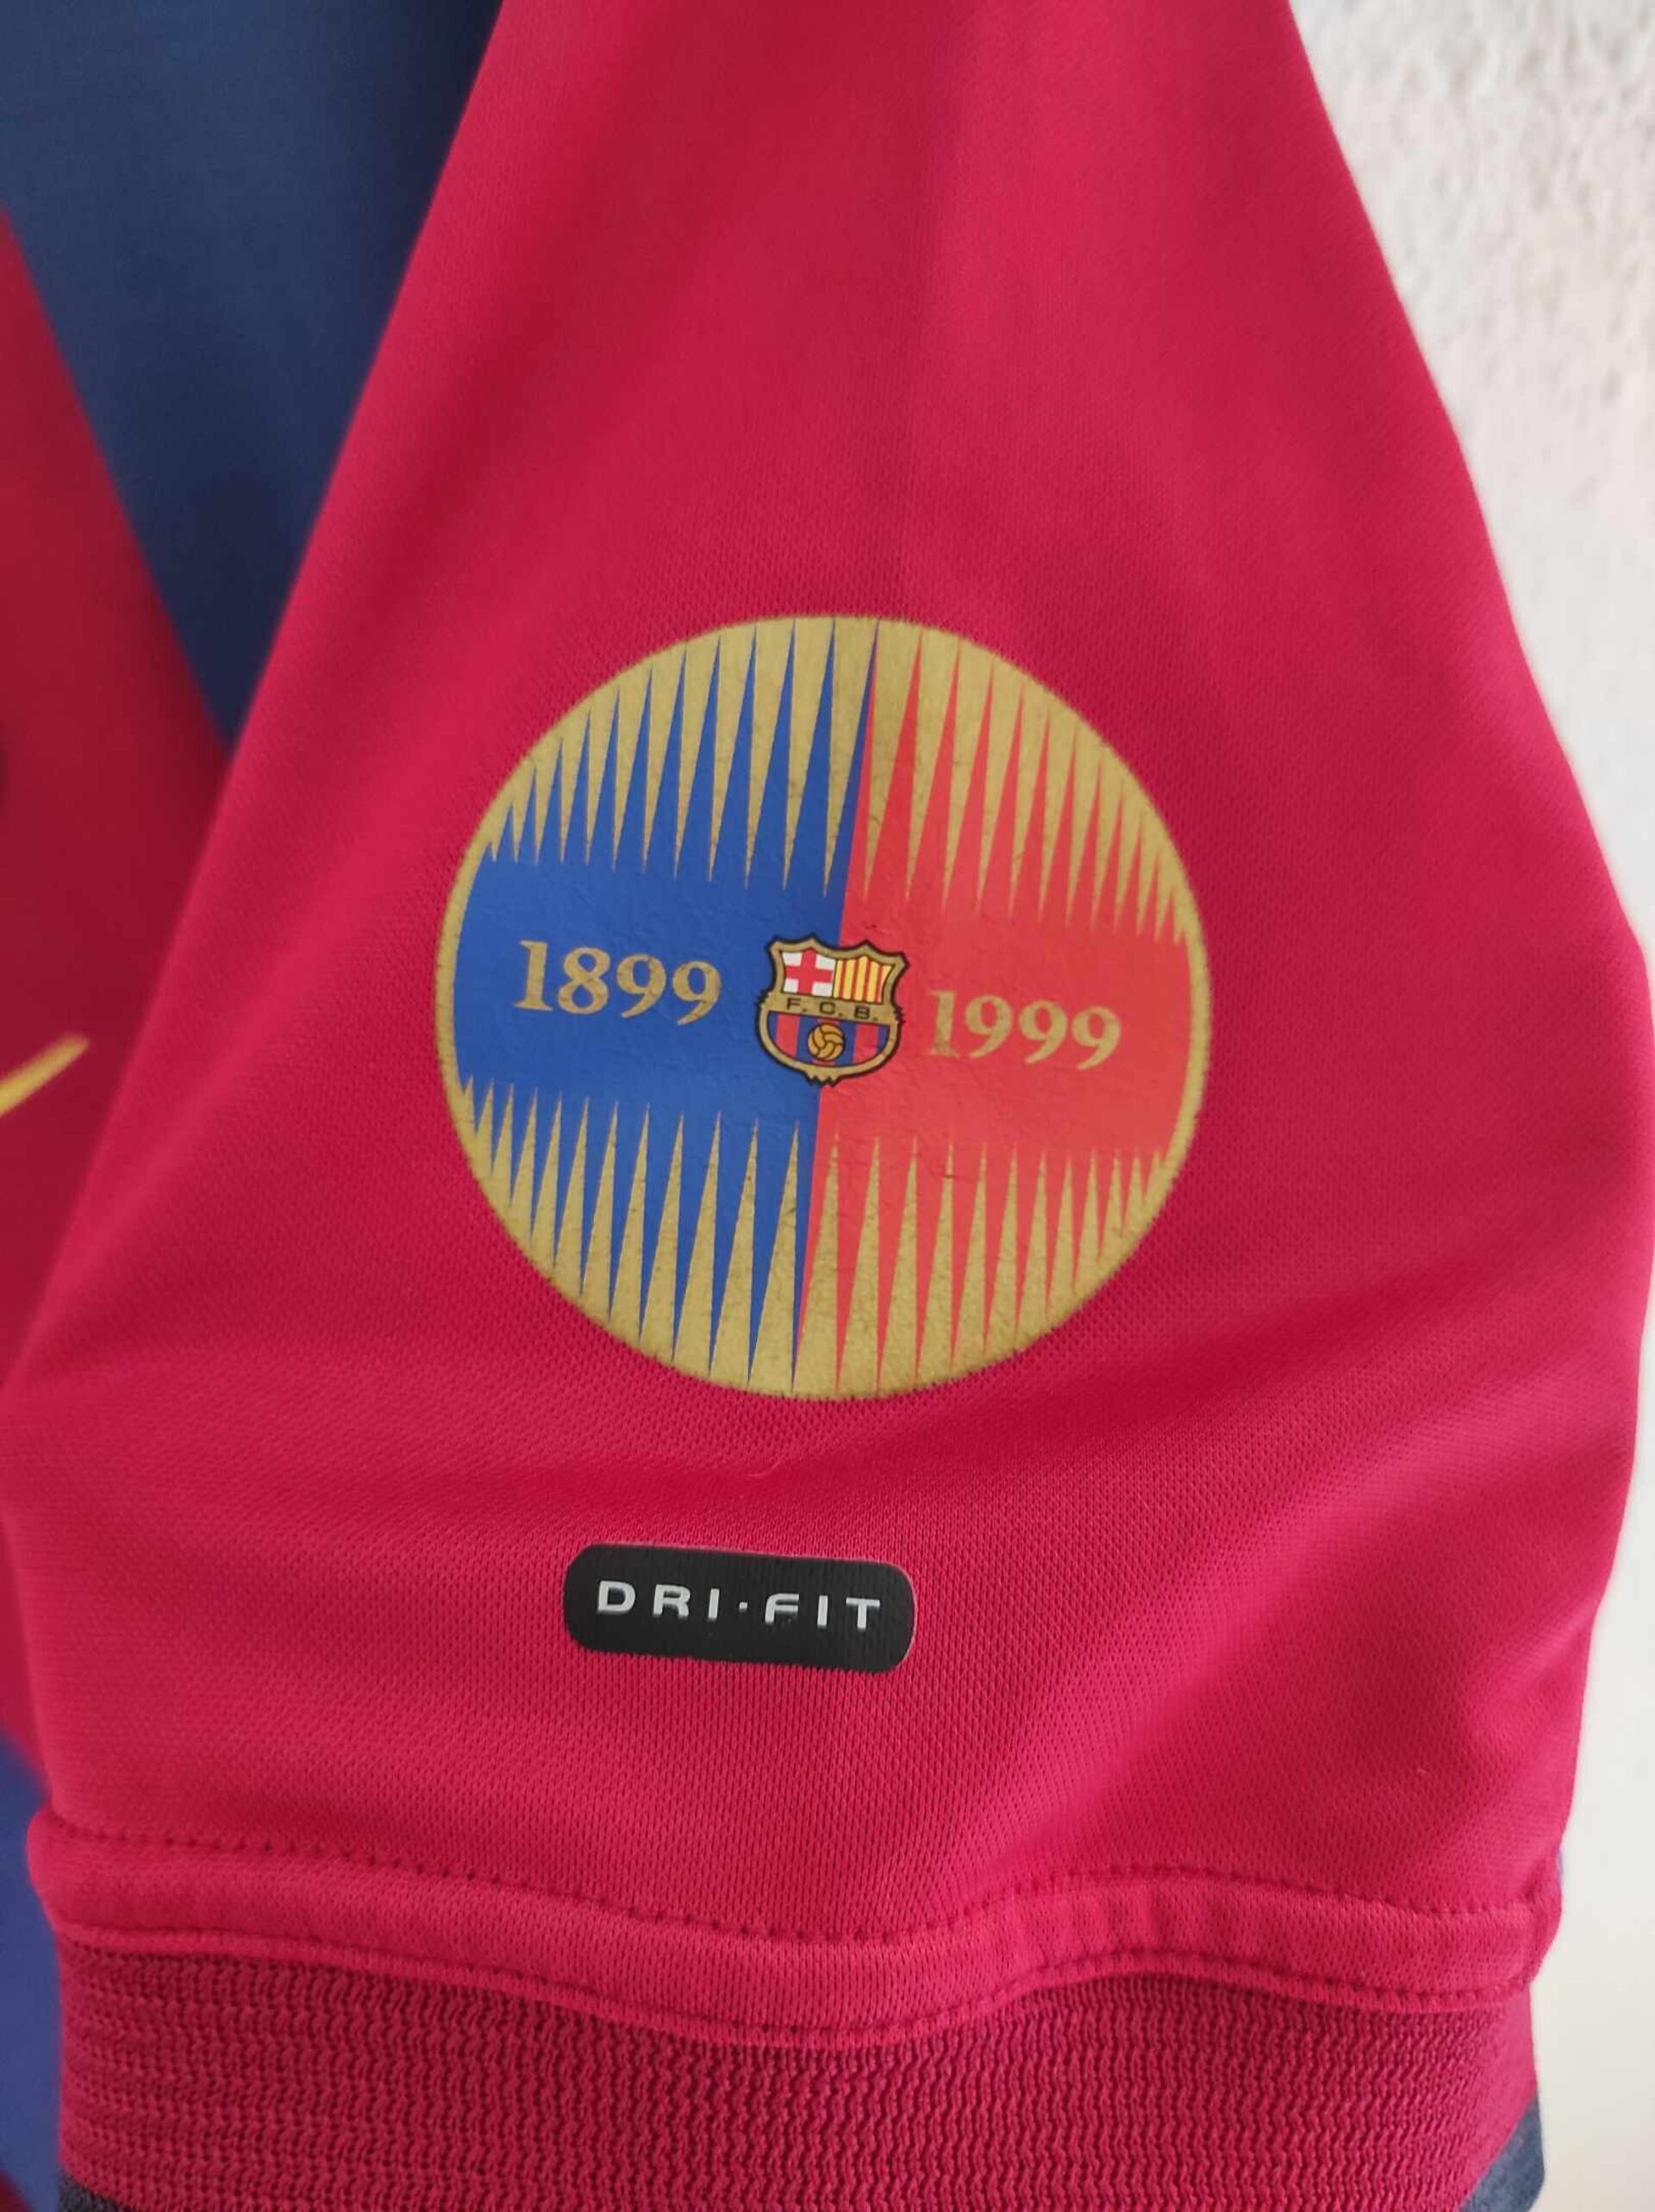 1899
F. C. B.
1999
DRI·FIT